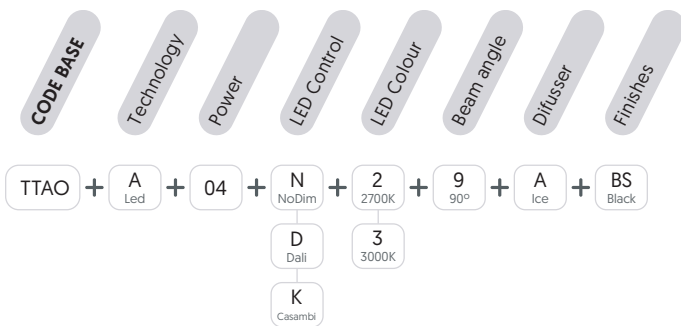 CODE BASE
Technology
Power
LED Control
LED Colour
Beam angle
Difusser
Finishes
TTAO + A + 04 + N + 2 + 9 + A + BS
Led NoDim 2700K 90º Ice Black
D 3
Dali 3000K
K
Casambi